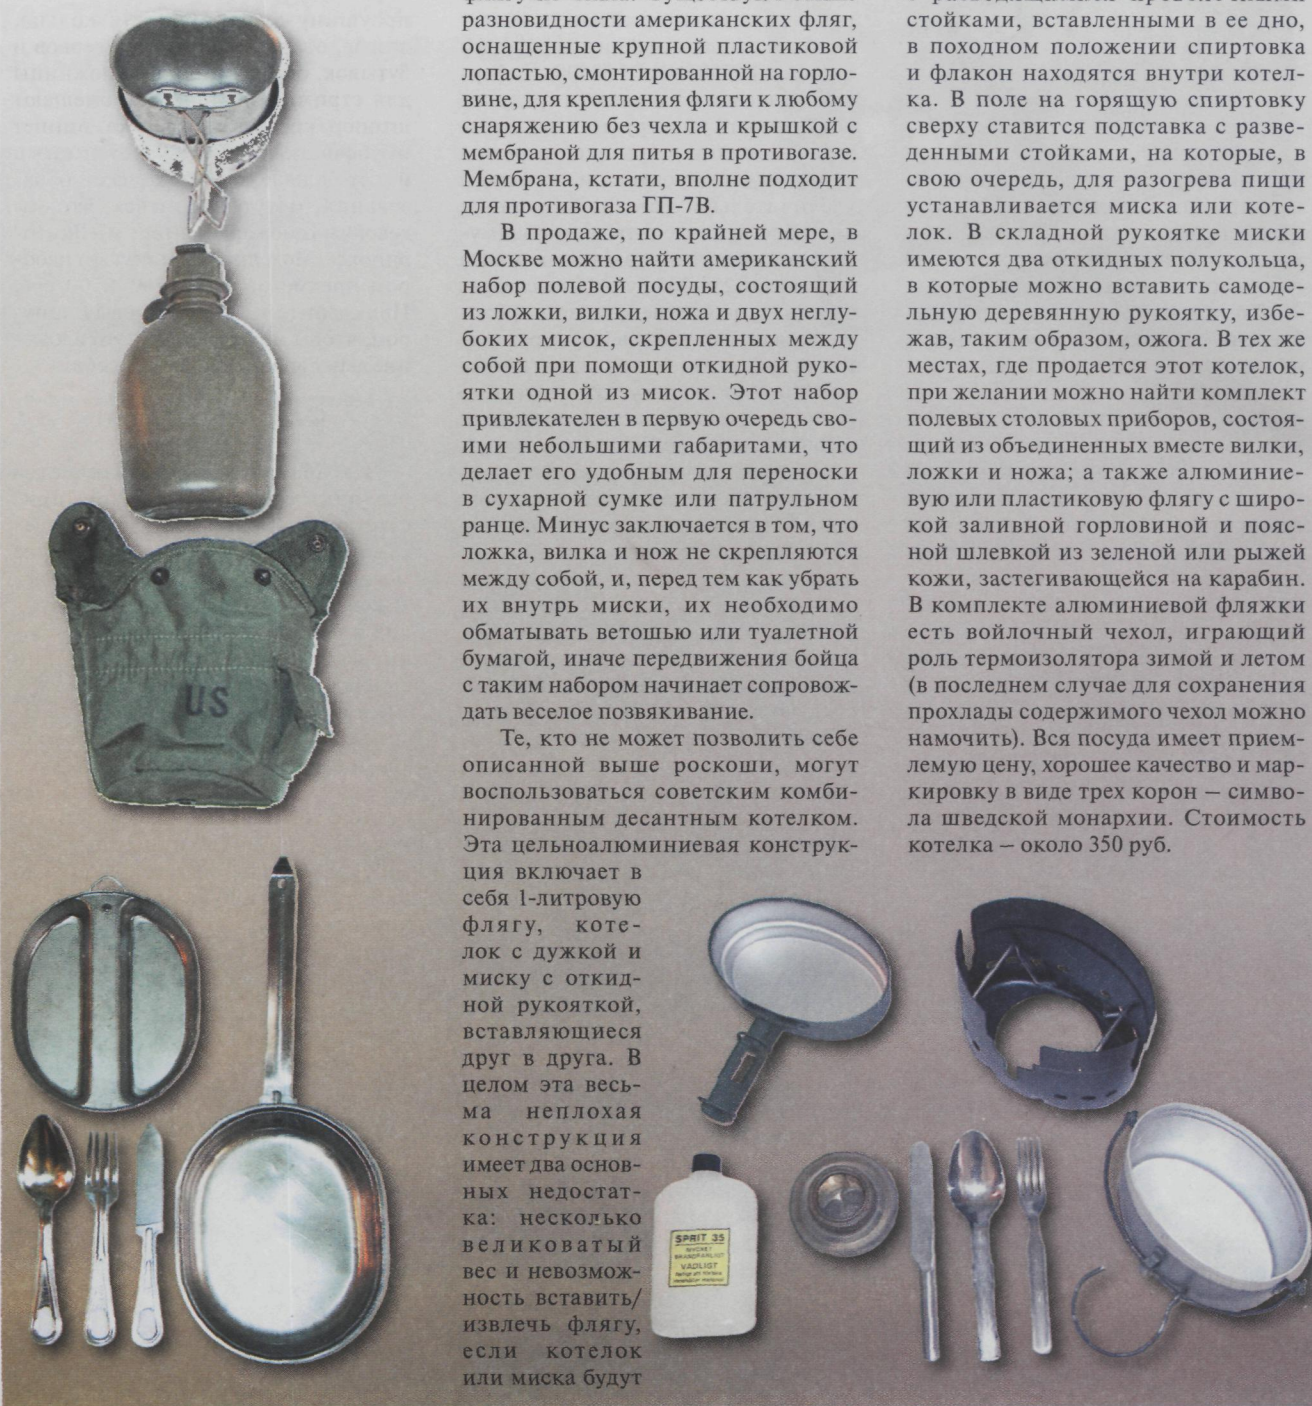 разновидности американских фляг,
оснащенные крупной пластиковой
лопастью, смонтированной на горло-
вине, для крепления фляги к любому
снаряжению без чехла и крышкой с
мембраной для питья в противогазе.
Мембрана, кстати, вполне подходит
для противогаза ГП-7В.
В продаже, по крайней мере, в
Москве можно найти американский
набор полевой посуды, состоящий
из ложки, вилки, ножа и двух неглу-
боких мисок, скрепленных между
собой при помощи откидной руко-
ятки одной из мисок. Этот набор
привлекателен в первую очередь сво-
ими небольшими габаритами, что
делает его удобным для переноски
в сухарной сумке или патрульном
ранце. Минус заключается в том, что
ложка, вилка и нож не скрепляются
между собой, и, перед тем как убрать
их внутрь миски, их необходимо
обматывать ветошью или туалетной
бумагой, иначе передвижения бойца
с таким набором начинает сопровож-
дать веселое позвякивание.
Те, кто не может позволить себе
описанной выше роскоши, могут
воспользоваться советским комби-
нированным десантным котелком.
Эта цельноалюминиевая конструк-
ция включает в
себя 1-литровую
флягу, коте-
лок с дужкой и
миску с откид-
ной рукояткой,
вставляющиеся
друг в друга. В
целом эта весь-
ма неплохая
конструкция
имеет два основ-
ных недостат-
ка: несколько
великоватый
вес и невозмож-
ность вставить/
извлечь флягу,
если котелок
или миска будут
стойками, вставленными в ее дно,
в походном положении спиртовка
и флакон находятся внутри котел-
ка. В поле на горящую спиртовку
сверху ставится подставка с разве-
денными стойками, на которые, в
свою очередь, для разогрева пищи
устанавливается миска или коте-
лок. В складной рукоятке миски
имеются два откидных полукольца,
в которые можно вставить самоде-
льную деревянную рукоятку, избе-
жав, таким образом, ожога. В тех же
местах, где продается этот котелок,
при желании можно найти комплект
полевых столовых приборов, состоя-
щий из объединенных вместе вилки,
ложки и ножа; а также алюминие-
вую или пластиковую флягу с широ-
кой заливной горловиной и пояс-
ной шлевкой из зеленой или рыжей
кожи, застегивающейся на карабин.
В комплекте алюминиевой фляжки
есть войлочный чехол, играющий
роль термоизолятора зимой и летом
(в последнем случае для сохранения
прохлады содержимого чехол можно
намочить). Вся посуда имеет прием-
лемую цену, хорошее качество и мар-
кировку в виде трех корон — симво-
ла шведской монархии. Стоимость
котелка — около 350 руб.
US
SPRIT 35
MYCKET
BRANDFARLIGT
VÅDLIGT